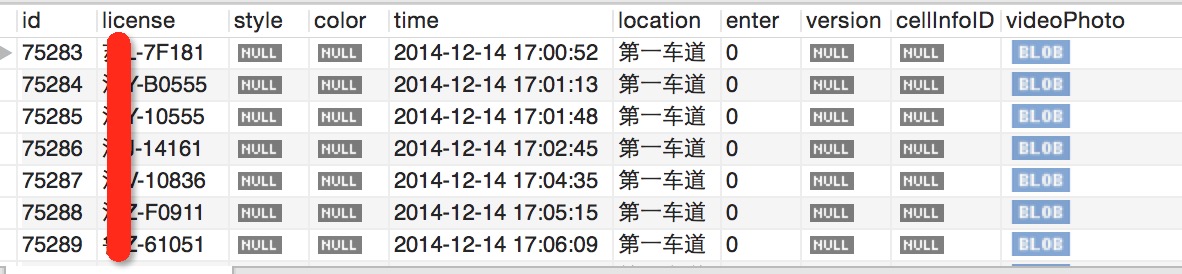 id license style color time location enter version cellInfoID videoPhoto
75283 L-7F181 NULL NULL 2014-12-14 17:00:52 第一车道 0 NULL NULL BLOB
75284 Y-B0555 NULL NULL 2014-12-14 17:01:13 第一车道 0 NULL NULL BLOB
75285 Y-10555 NULL NULL 2014-12-14 17:01:48 第一车道 0 NULL NULL BLOB
75286 J-14161 NULL NULL 2014-12-14 17:02:45 第一车道 0 NULL NULL BLOB
75287 V-10836 NULL NULL 2014-12-14 17:04:35 第一车道 0 NULL NULL BLOB
75288 Z-F0911 NULL NULL 2014-12-14 17:05:15 第一车道 0 NULL NULL BLOB
75289 Z-61051 NULL NULL 2014-12-14 17:06:09 第一车道 0 NULL NULL BLOB